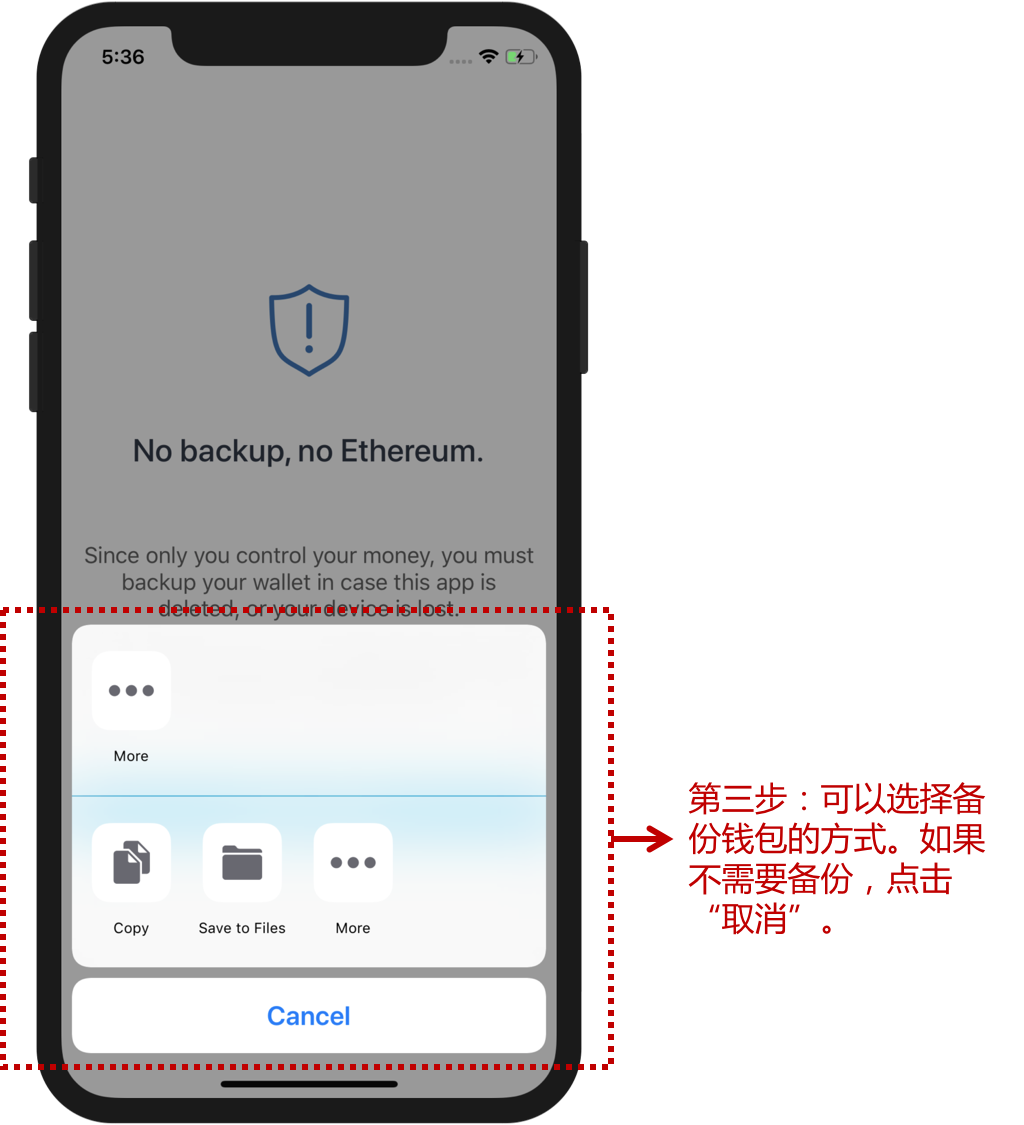 5:36
No backup, no Ethereum.
Since only you control your money, you must
backup your wallet in case this app is
deleted, or your device is lost.
More
Copy
Save to Files
More
Cancel
第三步：可以选择备
份钱包的方式。如果
不需要备份，点击
“取消”。